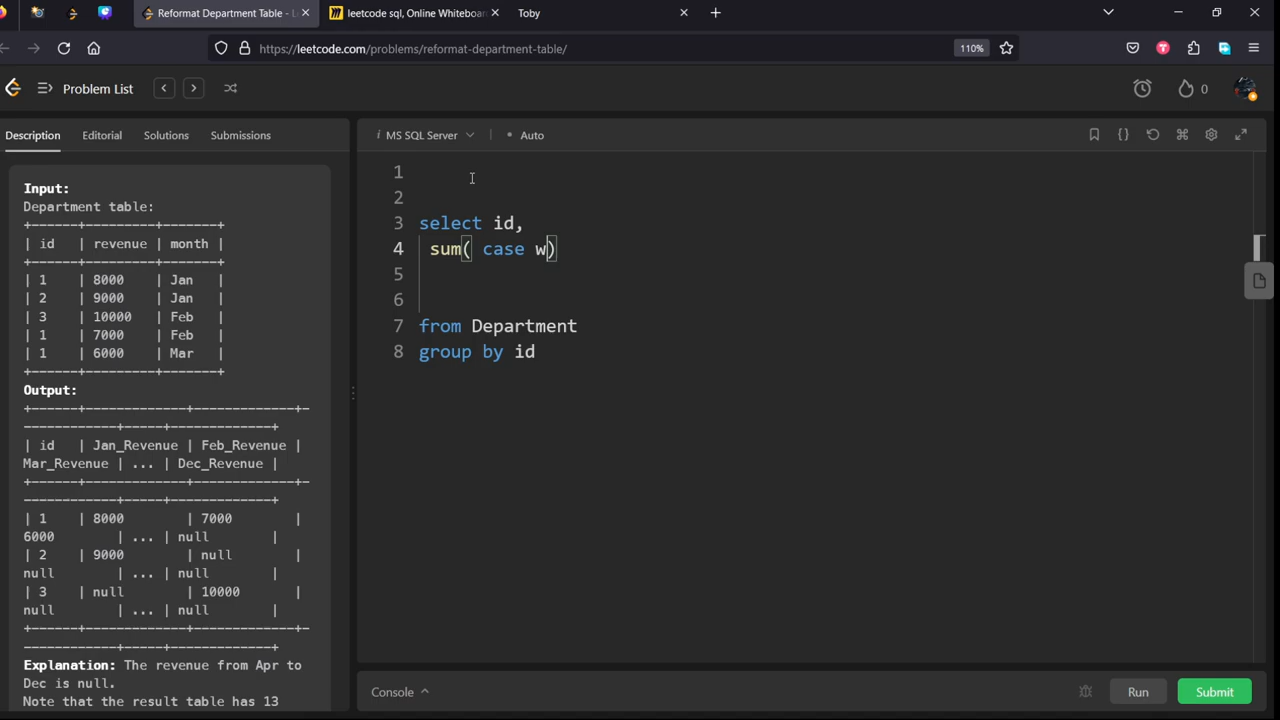 Reformat Department Table - L
leetcode sql, Online Whiteboard
Toby
https://leetcode.com/problems/reformat-department-table/
110%
Problem List
0
Description
Editorial
Solutions
Submissions
i MS SQL Server
• Auto
Input:
Department table:
+------+---------+-------+
| id | revenue | month |
+------+---------+-------+
| 1 | 8000 | Jan |
| 2 | 9000 | Jan |
| 3 | 10000 | Feb |
| 1 | 7000 | Feb |
| 1 | 6000 | Mar |
+------+---------+-------+
Output:
+------+-------------+-------------+-
------------+-----+-------------+
| id | Jan_Revenue | Feb_Revenue |
Mar_Revenue | ... | Dec_Revenue |
+------+-------------+-------------+-
------------+-----+-------------+
| 1 | 8000 | 7000 |
6000 | ... | null |
| 2 | 9000 | null |
null | ... | null |
| 3 | null | 10000 |
null | ... | null |
+------+-------------+-------------+-
------------+-----+-------------+
Explanation: The revenue from Apr to
Dec is null.
Note that the result table has 13
1
2
3 select id,
4 sum( case w)
5
6
7 from Department
8 group by id
Console
Run
Submit